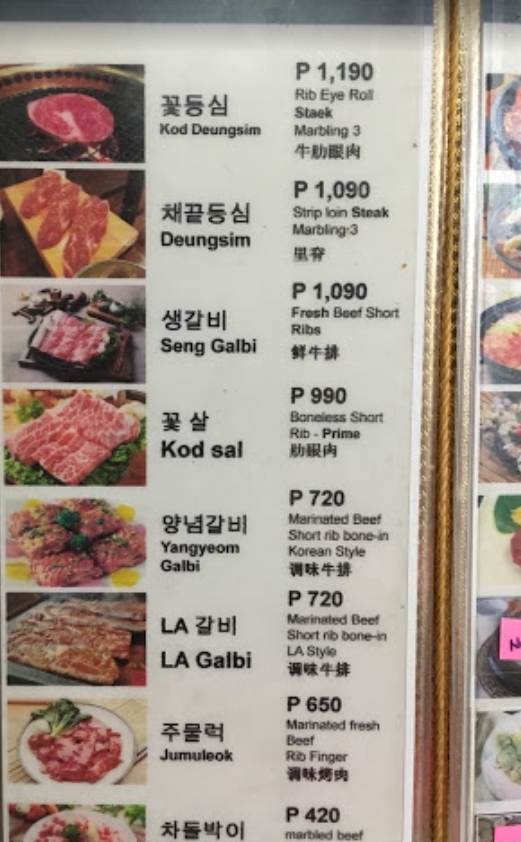 꽃등심
Kod Deungsim
P 1,190
Rib Eye Roll
Staek
Marbling 3
牛肋眼肉
채끝등심
Deungsim
P 1,090
Strip loin Steak
Marbling·3
里脊
생갈비
Seng Galbi
P 1,090
Fresh Beef Short
Ribs
鲜牛排
꽃 살
Kod sal
P 990
Boneless Short
Rib - Prime
肋眼肉
양념갈비
Yangyeom
Galbi
P 720
Marinated Beef
Short rib bone-in
Korean Style
调味牛排
LA 갈비
LA Galbi
P 720
Marinated Beef
Short rib bone-in
LA Style
调味牛排
주물럭
Jumuleok
P 650
Marinated fresh
Beef
Rib Finger
调味烤肉
차돌박이
P 420
marbled beef